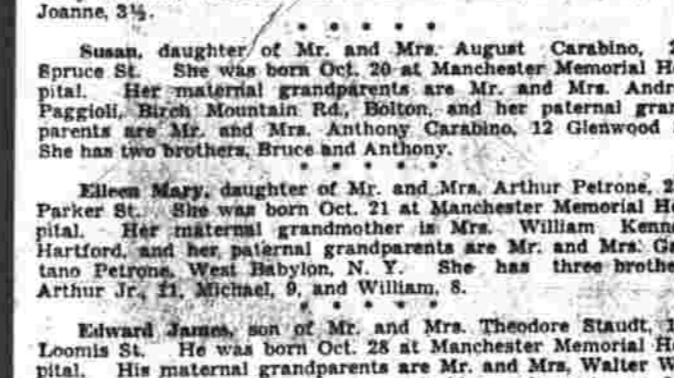 Joanne, 3½.
* * * * *
Susan, daughter of Mr. and Mrs. August Carabino,
Spruce St. She was born Oct. 20 at Manchester Memorial
pital. Her maternal grandparents are Mr. and Mrs.
Paggioli, Birch Mountain Rd., Bolton, and her paternal
parents are Mr. and Mrs. Anthony Carabino, 12 Glenwood
She has two brothers, Bruce and Anthony.
* * * * *
Eileen Mary, daughter of Mr. and Mrs. Arthur Petrone,
Parker St. She was born Oct. 21 at Manchester Memorial
pital. Her maternal grandmother is Mrs. William
Hartford, and her paternal grandparents are Mr. and Mrs.
tano Petrone, West Babylon, N. Y. She has three
Arthur Jr., 11, Michael, 9, and William, 8.
* * * * *
Edward James, son of Mr. and Mrs. Theodore Staudt,
Loomis St. He was born Oct. 28 at Manchester Memorial
pital. His maternal grandparents are Mr. and Mrs, Walter